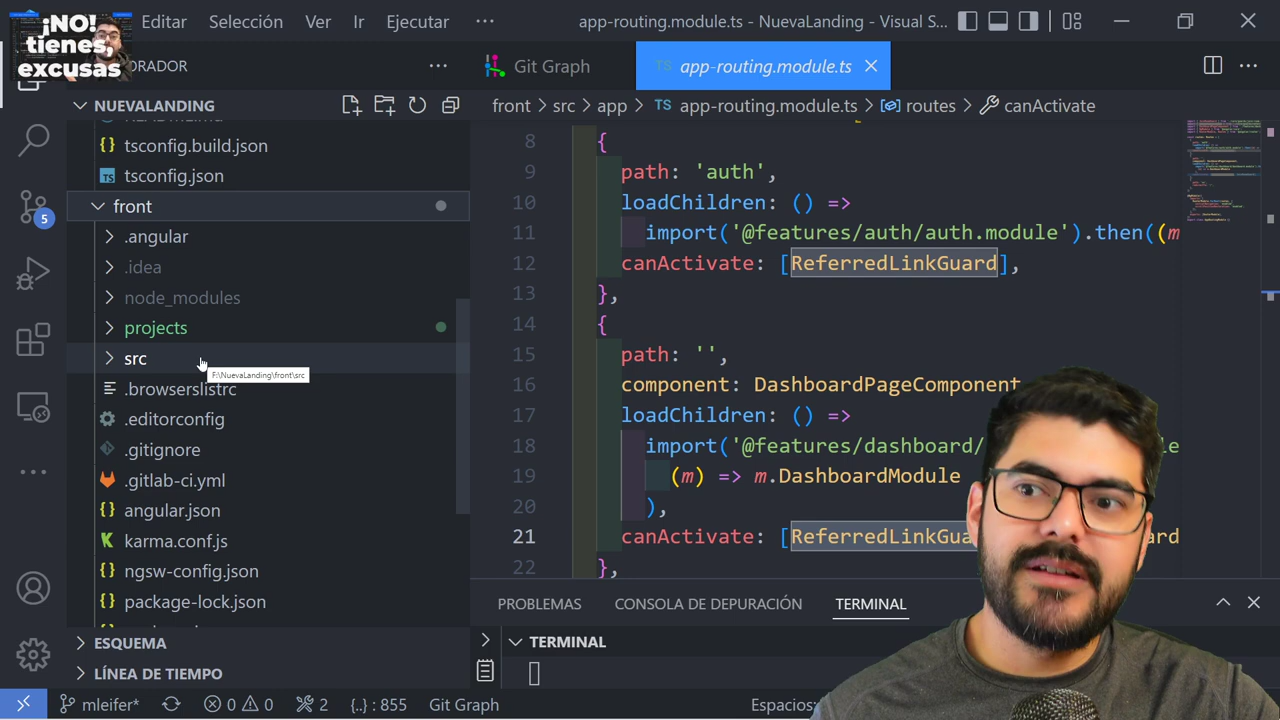 ¡NO!
tienes,
excusas
Editar
Selección
Ver
Ir
Ejecutar
app-routing.module.ts - NuevaLanding - Visual S...
ORADOR
Git Graph
TS app-routing.module.ts
NUEVALANDING
front > src > app > TS app-routing.module.ts > routes > canActivate
tsconfig.build.json
tsconfig.json
front
.angular
.idea
node_modules
projects
src
F:\NuevaLanding\front\src
.browserslistrc
.editorconfig
.gitignore
.gitlab-ci.yml
angular.json
karma.conf.js
ngsw-config.json
package-lock.json
ESQUEMA
LÍNEA DE TIEMPO
8 {
9 path: 'auth',
10 loadChildren: () =>
11 import('@features/auth/auth.module').then((m
12 canActivate: [ReferredLinkGuard],
13 },
14 {
15 path: '',
16 component: DashboardPageComponent
17 loadChildren: () =>
18 import('@features/dashboard/
19 (m) => m.DashboardModule
20 ),
21 canActivate: [ReferredLinkGua
22 },
PROBLEMAS
CONSOLA DE DEPURACIÓN
TERMINAL
TERMINAL
5
mleifer*
0
0
2
{..} : 855
Git Graph
Espacios: